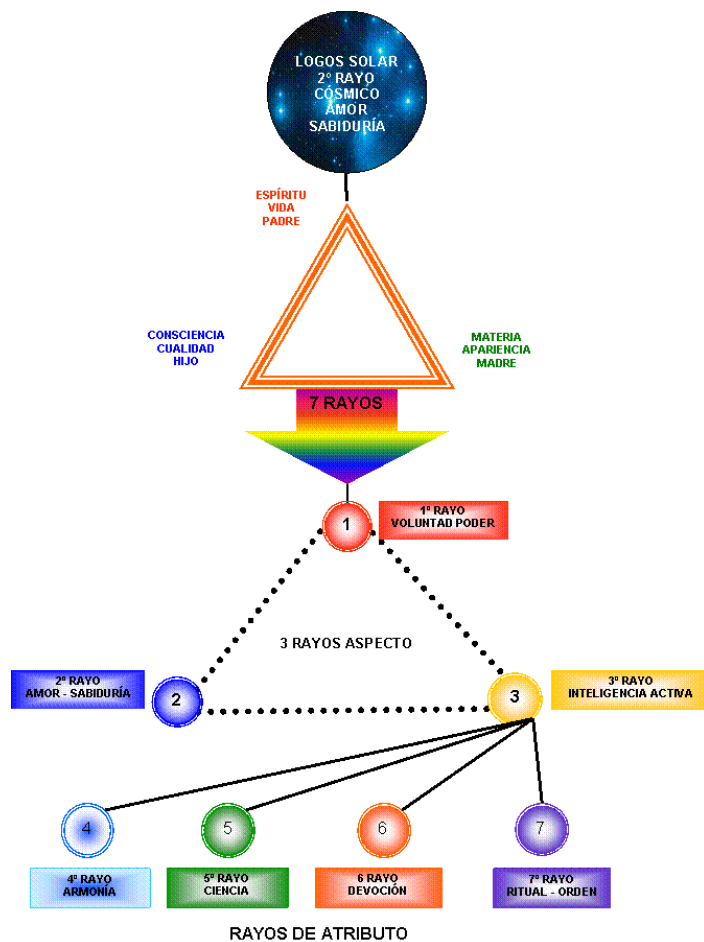 LOGOS SOLAR
2º RAYO
CÓSMICO
AMOR
SABIDURÍA
ESPÍRITU
VIDA
PADRE
CONSCIENCIA
CUALIDAD
HIJO
MATERIA
APARIENCIA
MADRE
7 RAYOS
1
1º RAYO
VOLUNTAD PODER
3 RAYOS ASPECTO
2º RAYO
AMOR - SABIDURÍA
2
3
3º RAYO
INTELIGENCIA ACTIVA
4
5
6
7
4º RAYO
ARMONÍA
5º RAYO
CIENCIA
6 RAYO
DEVOCIÓN
7º RAYO
RITUAL - ORDEN
RAYOS DE ATRIBUTO